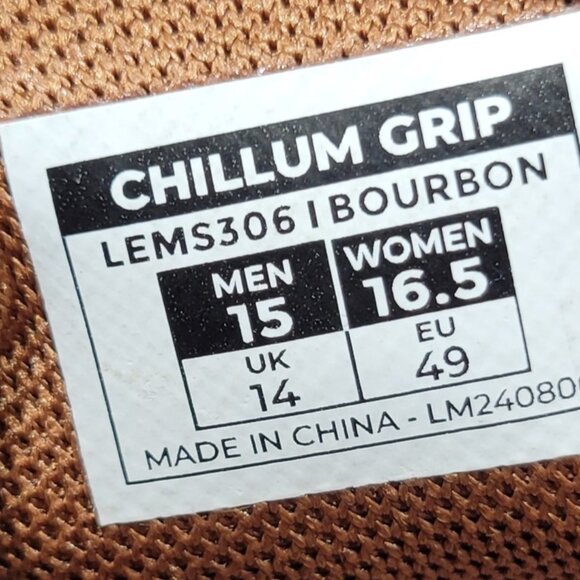 CHILLUM GRIP
LEMS306 | BOURBON
MEN WOMEN
15 16.5
UK EU
14 49
MADE IN CHINA - LM24080